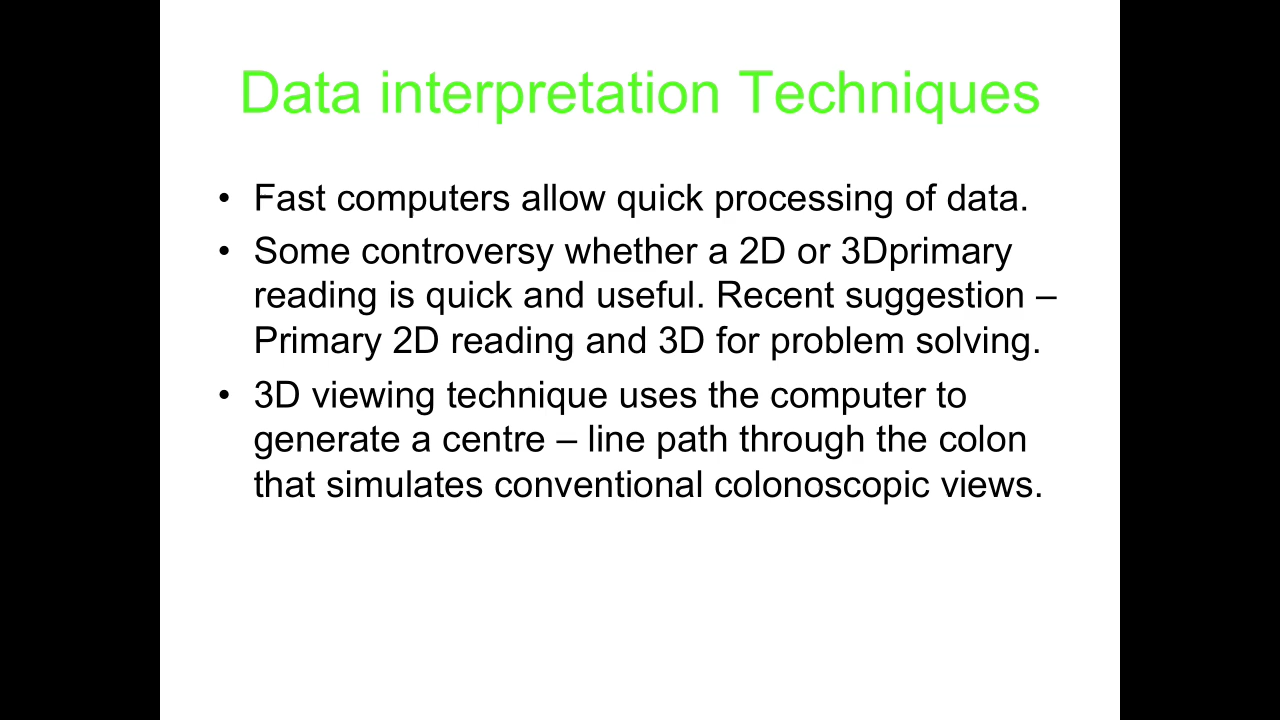 Data interpretation Techniques
• Fast computers allow quick processing of data.
• Some controversy whether a 2D or 3Dprimary
reading is quick and useful. Recent suggestion –
Primary 2D reading and 3D for problem solving.
• 3D viewing technique uses the computer to
generate a centre – line path through the colon
that simulates conventional colonoscopic views.